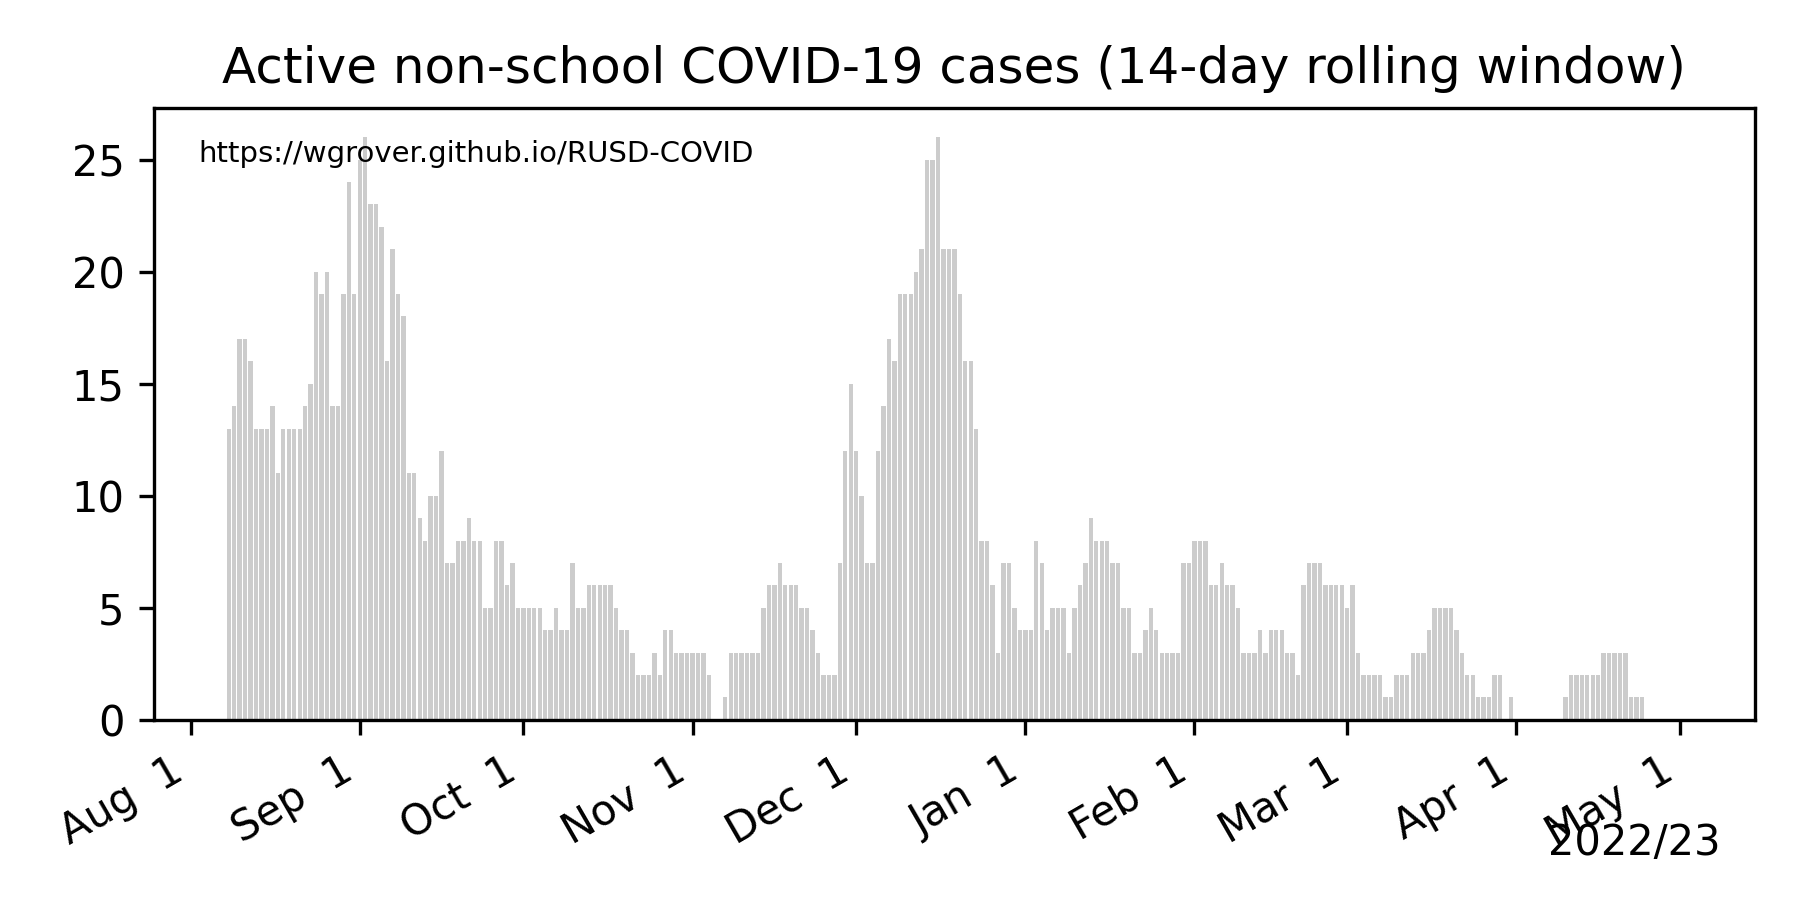 Active non-school COVID-19 cases (14-day rolling window)
https://wgrover.github.io/RUSD-COVID
25
20
15
10
5
0
Aug 1
Sep 1
Oct 1
Nov 1
Dec 1
Jan 1
Feb 1
Mar 1
Apr 1
May 1
2022/23